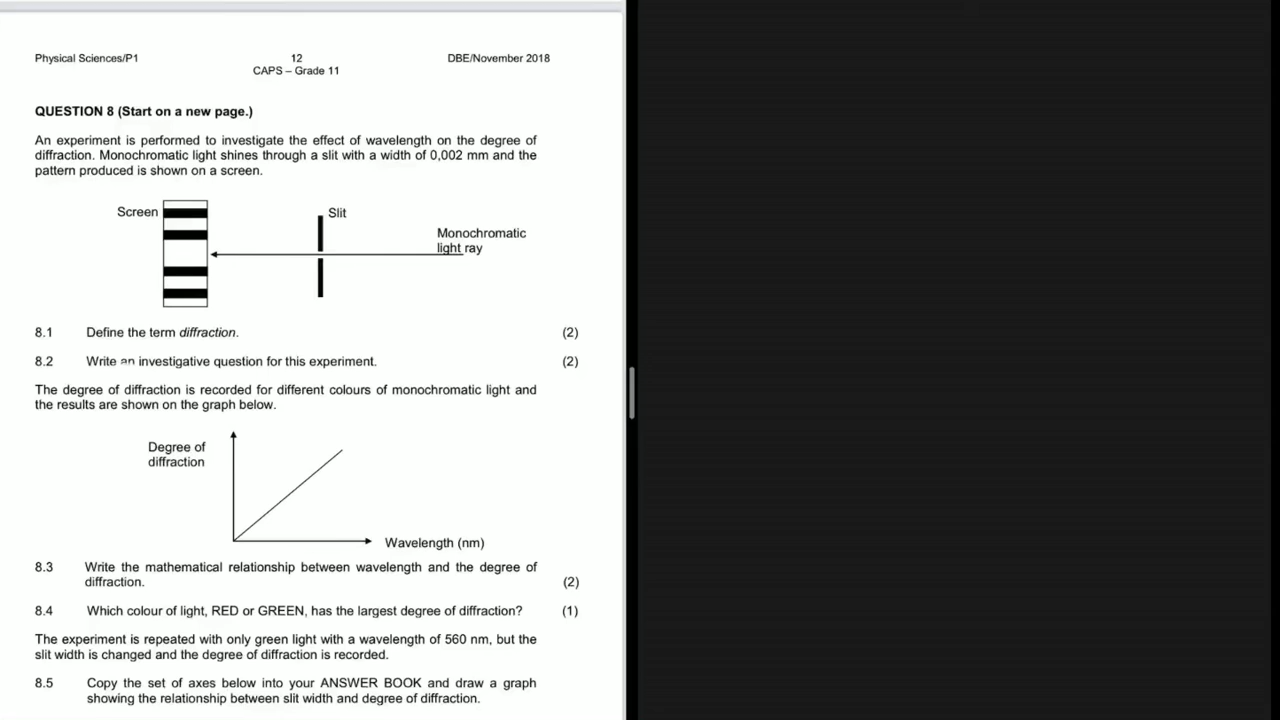 Physical Sciences/P1 12 DBE/November 2018
CAPS – Grade 11
QUESTION 8 (Start on a new page.)
An experiment is performed to investigate the effect of wavelength on the degree of
diffraction. Monochromatic light shines through a slit with a width of 0,002 mm and the
pattern produced is shown on a screen.
Screen
Slit
Monochromatic
light ray
8.1 Define the term diffraction. (2)
8.2 Write an investigative question for this experiment. (2)
The degree of diffraction is recorded for different colours of monochromatic light and
the results are shown on the graph below.
Degree of
diffraction
Wavelength (nm)
8.3 Write the mathematical relationship between wavelength and the degree of
diffraction. (2)
8.4 Which colour of light, RED or GREEN, has the largest degree of diffraction? (1)
The experiment is repeated with only green light with a wavelength of 560 nm, but the
slit width is changed and the degree of diffraction is recorded.
8.5 Copy the set of axes below into your ANSWER BOOK and draw a graph
showing the relationship between slit width and degree of diffraction.